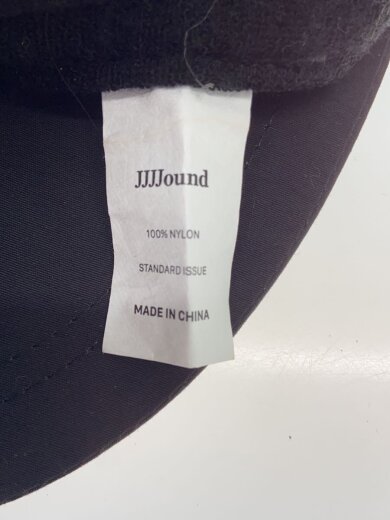 JJJJound
100% NYLON
STANDARD ISSUE
MADE IN CHINA